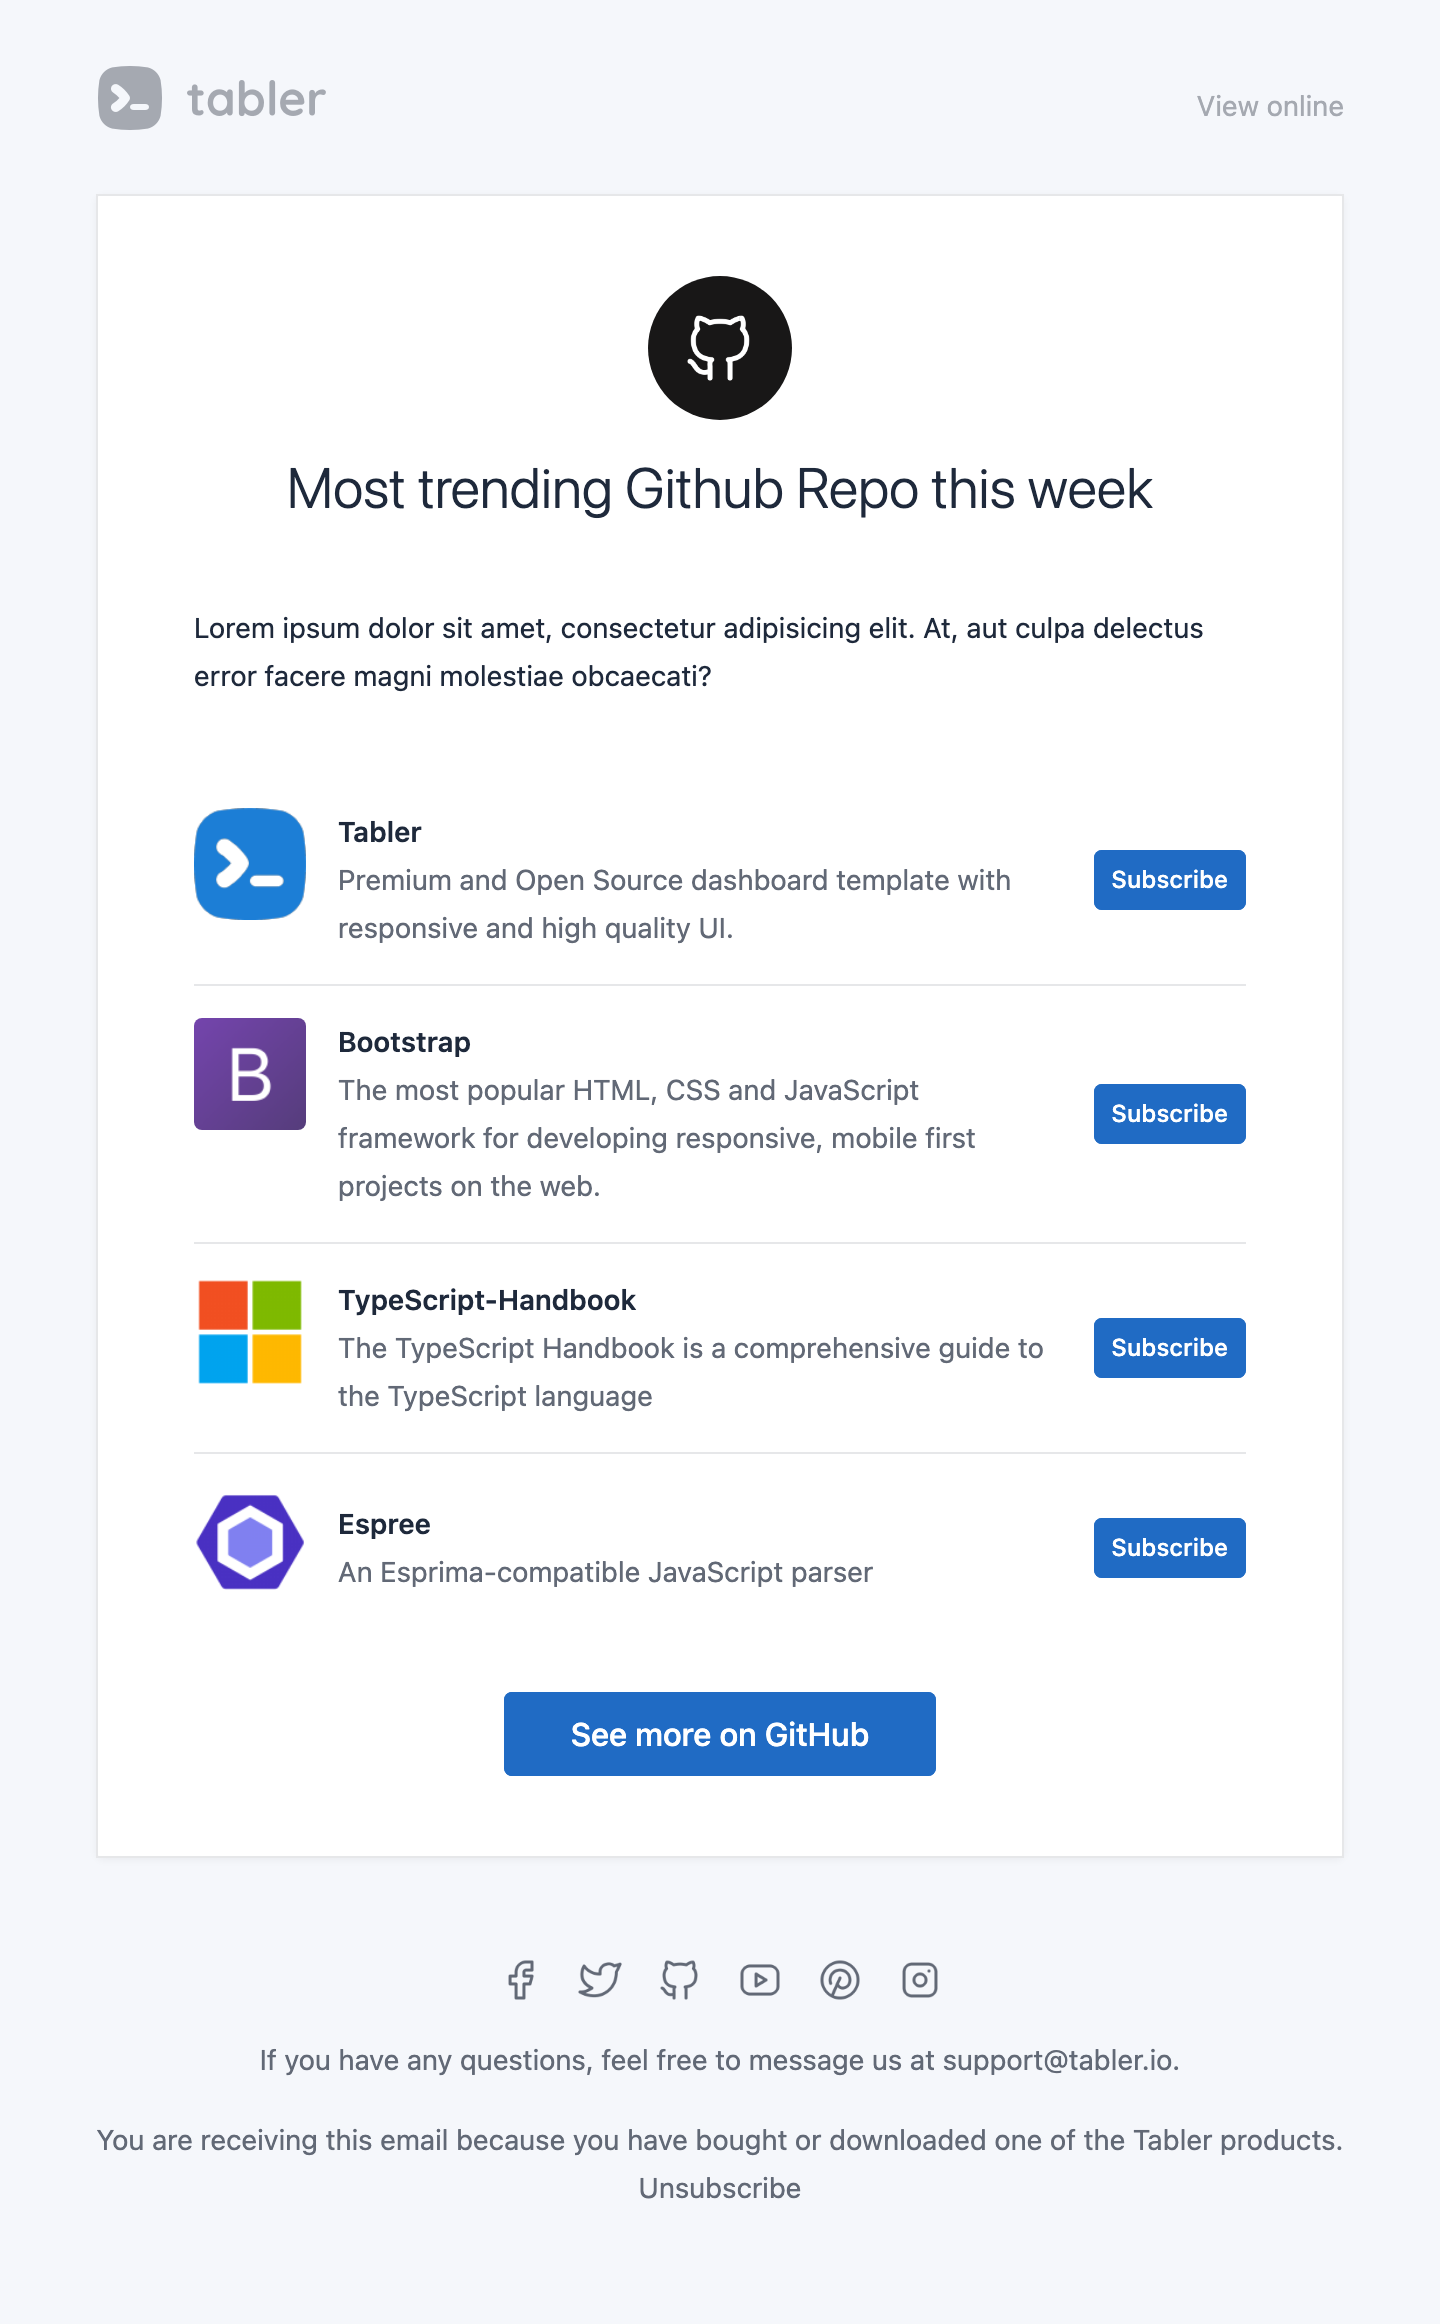 tabler
View online
Most trending Github Repo this week
Lorem ipsum dolor sit amet, consectetur adipisicing elit. At, aut culpa delectus
error facere magni molestiae obcaecati?
Tabler
Premium and Open Source dashboard template with
responsive and high quality UI.
Subscribe
B
Bootstrap
The most popular HTML, CSS and JavaScript
framework for developing responsive, mobile first
projects on the web.
Subscribe
TypeScript-Handbook
The TypeScript Handbook is a comprehensive guide to
the TypeScript language
Subscribe
Espree
An Esprima-compatible JavaScript parser
Subscribe
See more on GitHub
If you have any questions, feel free to message us at support@tabler.io.
You are receiving this email because you have bought or downloaded one of the Tabler products.
Unsubscribe